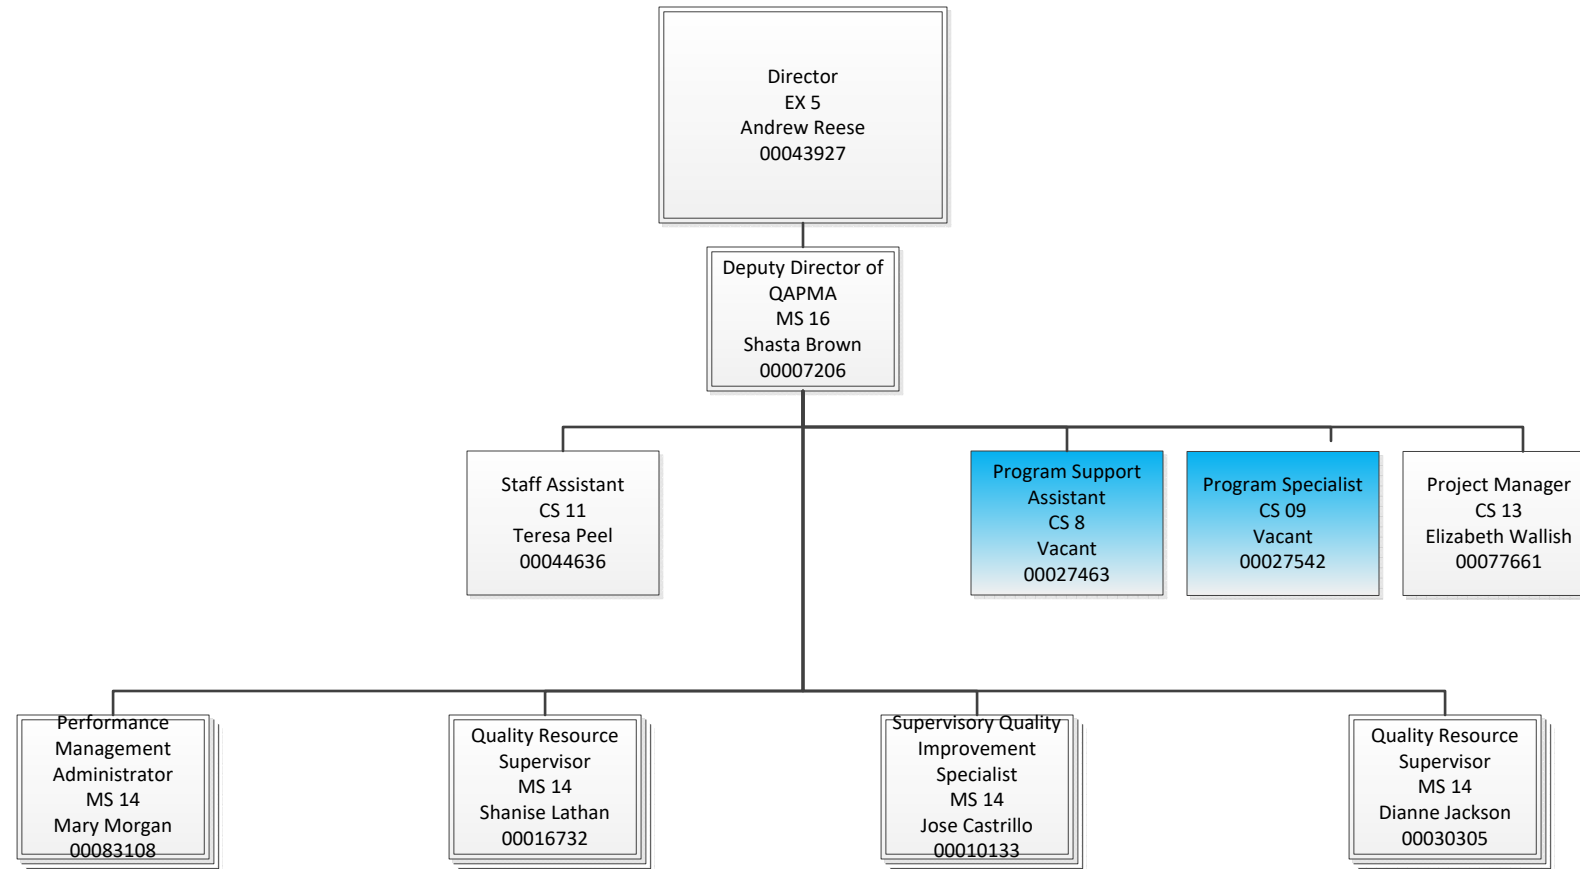 Director
EX 5
Andrew Reese
00043927
Deputy Director of
QAPMA
MS 16
Shasta Brown
00007206
Staff Assistant
CS 11
Teresa Peel
00044636
Program Support
Assistant
CS 8
Vacant
00027463
Program Specialist
CS 09
Vacant
00027542
Project Manager
CS 13
Elizabeth Wallish
00077661
Performance
Management
Administrator
MS 14
Mary Morgan
00083108
Quality Resource
Supervisor
MS 14
Shanise Lathan
00016732
Supervisory Quality
Improvement
Specialist
MS 14
Jose Castrillo
00010133
Quality Resource
Supervisor
MS 14
Dianne Jackson
00030305